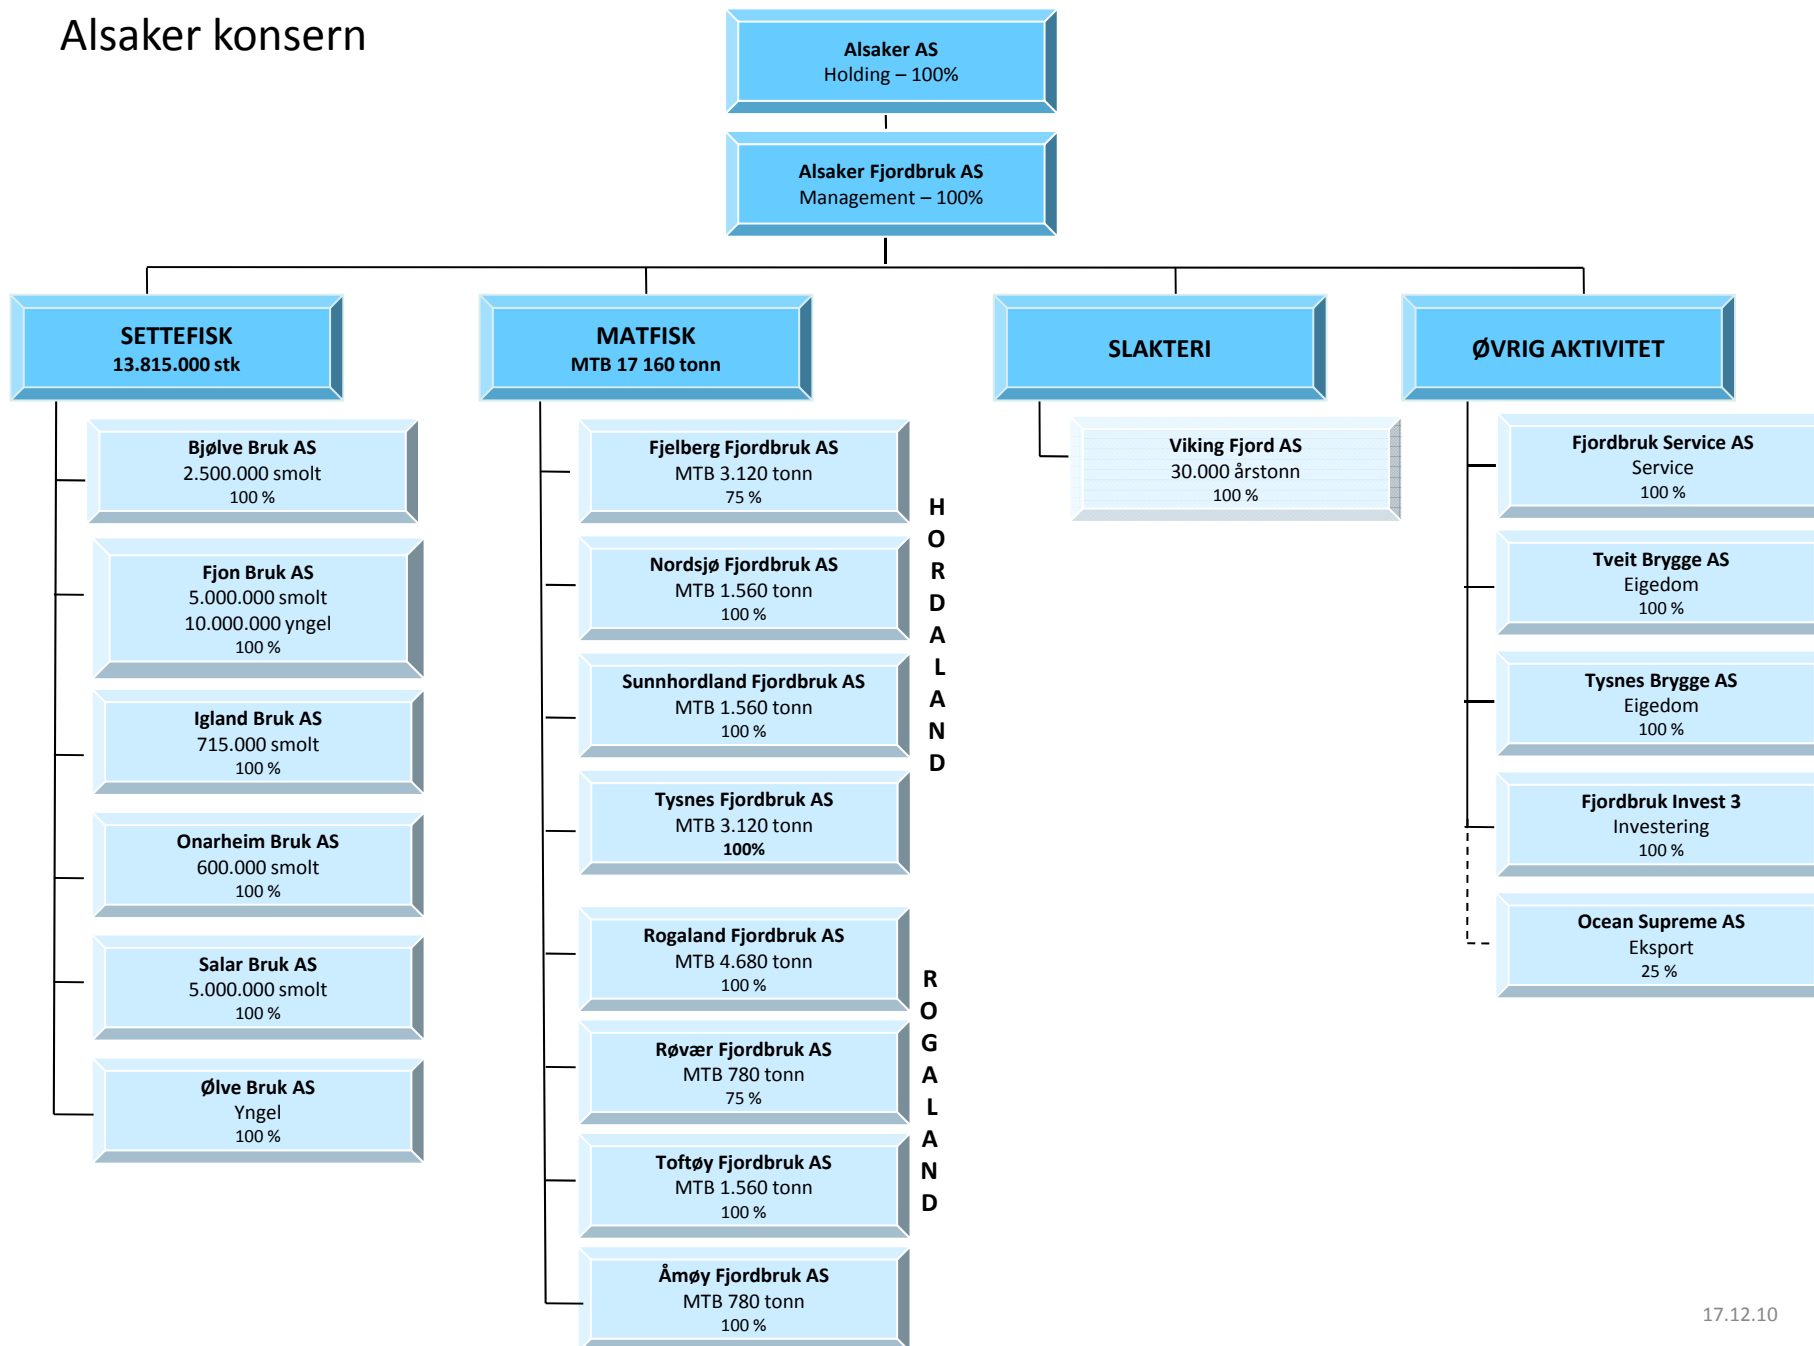 Alsaker konsern
Alsaker AS
Holding – 100%
Alsaker Fjordbruk AS
Management – 100%
SETTEFISK
13.815.000 stk
Bjølve Bruk AS
2.500.000 smolt
100 %
Fjon Bruk AS
5.000.000 smolt
10.000.000 yngel
100 %
Igland Bruk AS
715.000 smolt
100 %
Onarheim Bruk AS
600.000 smolt
100 %
Salar Bruk AS
5.000.000 smolt
100 %
Ølve Bruk AS
Yngel
100 %
MATFISK
MTB 17 160 tonn
Fjelberg Fjordbruk AS
MTB 3.120 tonn
75 %
Nordsjø Fjordbruk AS
MTB 1.560 tonn
100 %
Sunnhordland Fjordbruk AS
MTB 1.560 tonn
100 %
Tysnes Fjordbruk AS
MTB 3.120 tonn
100%
HORDALAND
Rogaland Fjordbruk AS
MTB 4.680 tonn
100 %
Røvær Fjordbruk AS
MTB 780 tonn
75 %
Toftøy Fjordbruk AS
MTB 1.560 tonn
100 %
Åmøy Fjordbruk AS
MTB 780 tonn
100 %
ROGALAND
SLAKTERI
Viking Fjord AS
30.000 årstonn
100 %
ØVRIG AKTIVITET
Fjordbruk Service AS
Service
100 %
Tveit Brygge AS
Eigedom
100 %
Tysnes Brygge AS
Eigedom
100 %
Fjordbruk Invest 3
Investering
100 %
Ocean Supreme AS
Eksport
25 %
17.12.10